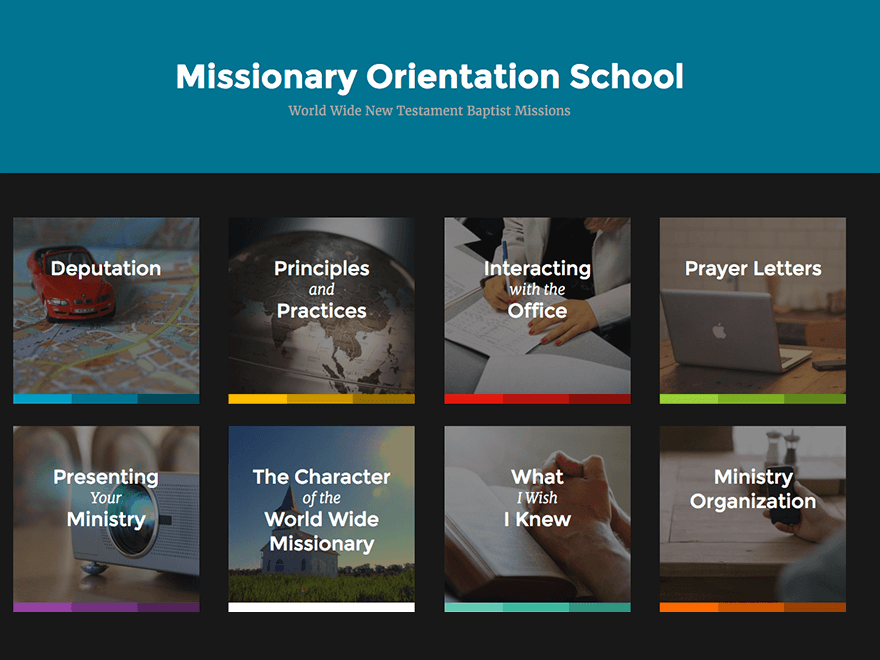 Missionary Orientation School
World Wide New Testament Baptist Missions
Deputation
Principles
and
Practices
Interacting
with the
Office
Prayer Letters
Presenting
Your
Ministry
The Character
of the
World Wide
Missionary
What
I Wish
I Knew
Ministry
Organization